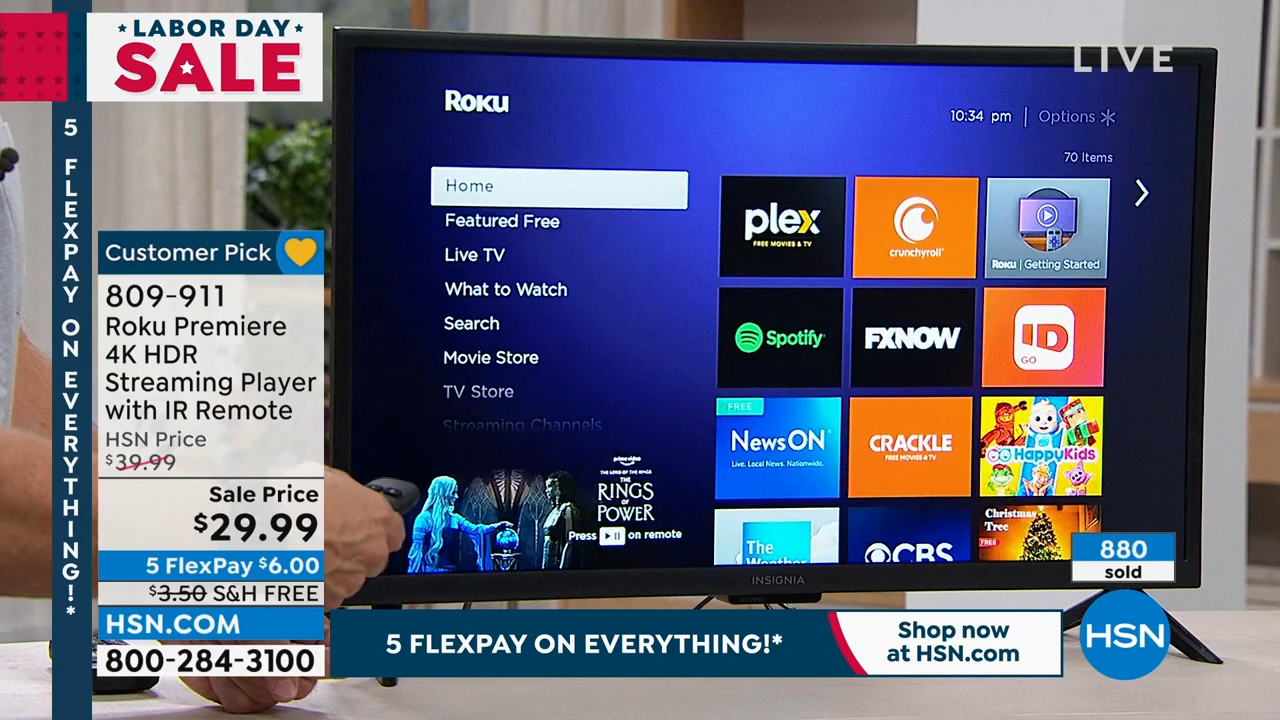 LABOR DAY
SALE
LIVE
5 FLEXPAY ON EVERYTHING!*
Customer Pick
809-911
Roku Premiere
4K HDR
Streaming Player
with IR Remote
HSN Price
$39.99
Sale Price
$29.99
5 FlexPay $6.00
$3.50 S&H FREE
HSN.COM
800-284-3100
Roku
10:34 pm | Options
70 Items
Home
Featured Free
Live TV
What to Watch
Search
Movie Store
TV Store
Streaming Channels
plex
FREE MOVIES & TV
crunchyroll
Roku | Getting Started
Spotify
FXNOW
ID
GO
FREE
NewsON
Live. Local News. Nationwide.
CRACKLE
FREE MOVIES & TV
HappyKids
The
Weather
CBS
Christmas
Tree
FREE
prime video
THE LORD OF THE RINGS
THE
RINGS
OF
POWER
Press on remote
INSIGNIA
880
sold
5 FLEXPAY ON EVERYTHING!*
Shop now
at HSN.com
HSN